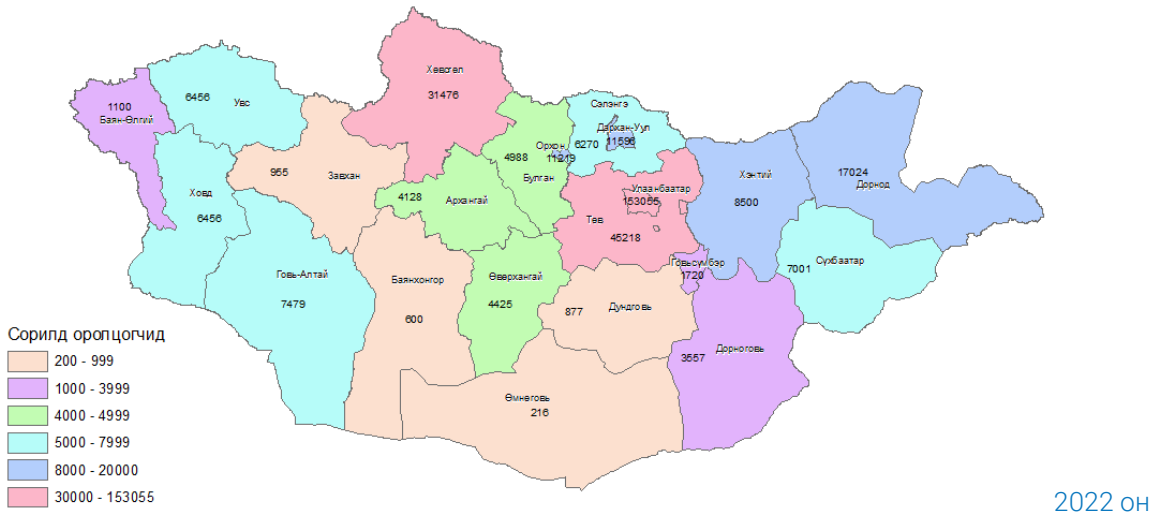 Хөвсгөл
31476
6456
Увс
1100
Баян-Өлгий
Сэлэнгэ
Дархан-Уул
6270
11596
Орхон
11219
4988
Булган
955
Завхан
Ховд
6456
4128
Архангай
Улаанбаатар
153055
Төв
45218
Хэнтий
8500
17024
Дорнод
Говьсүмбэр
1720
7001
Сүхбаатар
Говь-Алтай
7479
Баянхонгор
600
Өвөрхангай
4425
877
Дундговь
3557
Дорноговь
Өмнөговь
216
Сорилд оролцогчид
200 - 999
1000 - 3999
4000 - 4999
5000 - 7999
8000 - 20000
30000 - 153055
2022 он